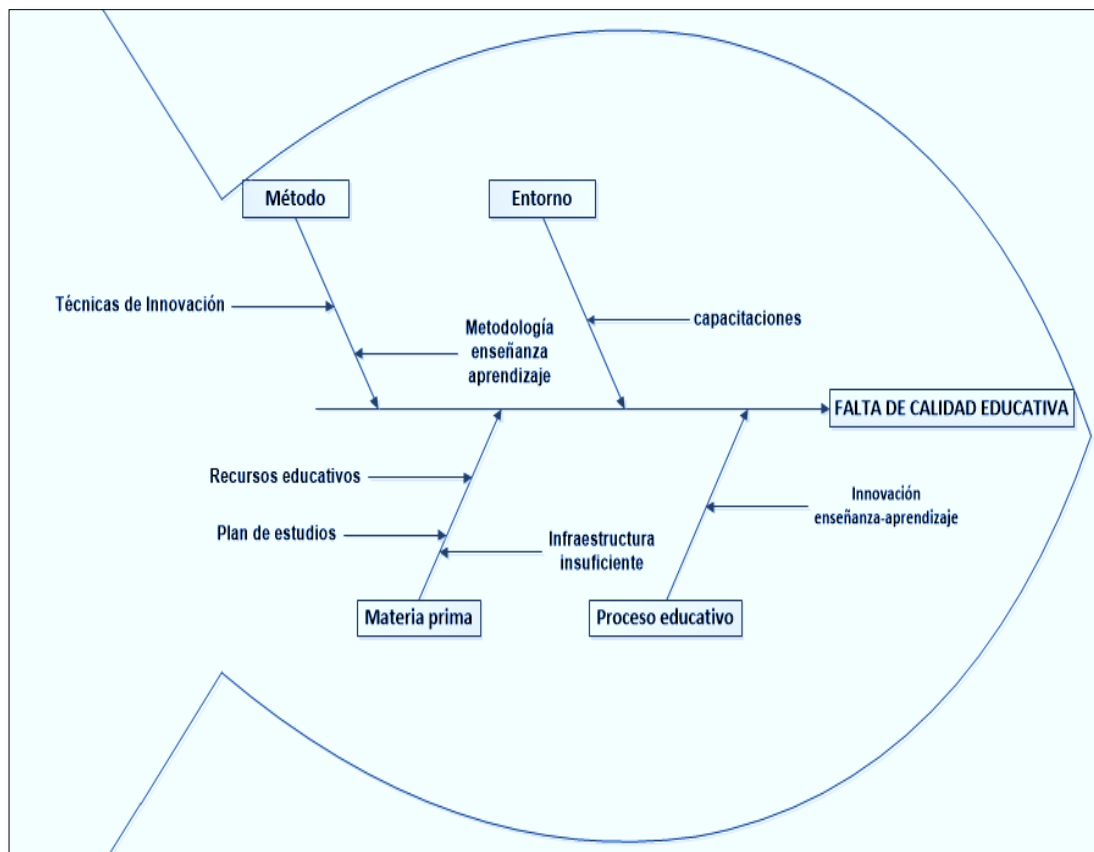 Método
Entorno
Técnicas de Innovación
Metodología
enseñanza
aprendizaje
capacitaciones
FALTA DE CALIDAD EDUCATIVA
Recursos educativos
Plan de estudios
Infraestructura
insuficiente
Innovación
enseñanza-aprendizaje
Materia prima
Proceso educativo